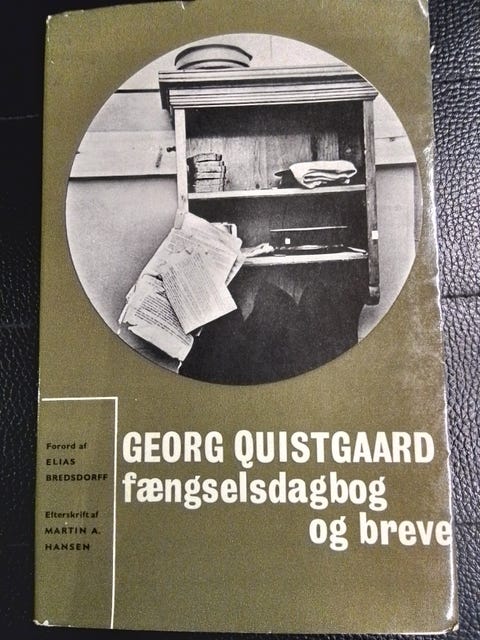 Forord af
ELIAS
BREDSDORFF
Efterskrift af
MARTIN A.
HANSEN
GEORG QUISTGAARD
fængselsdagbog
og breve